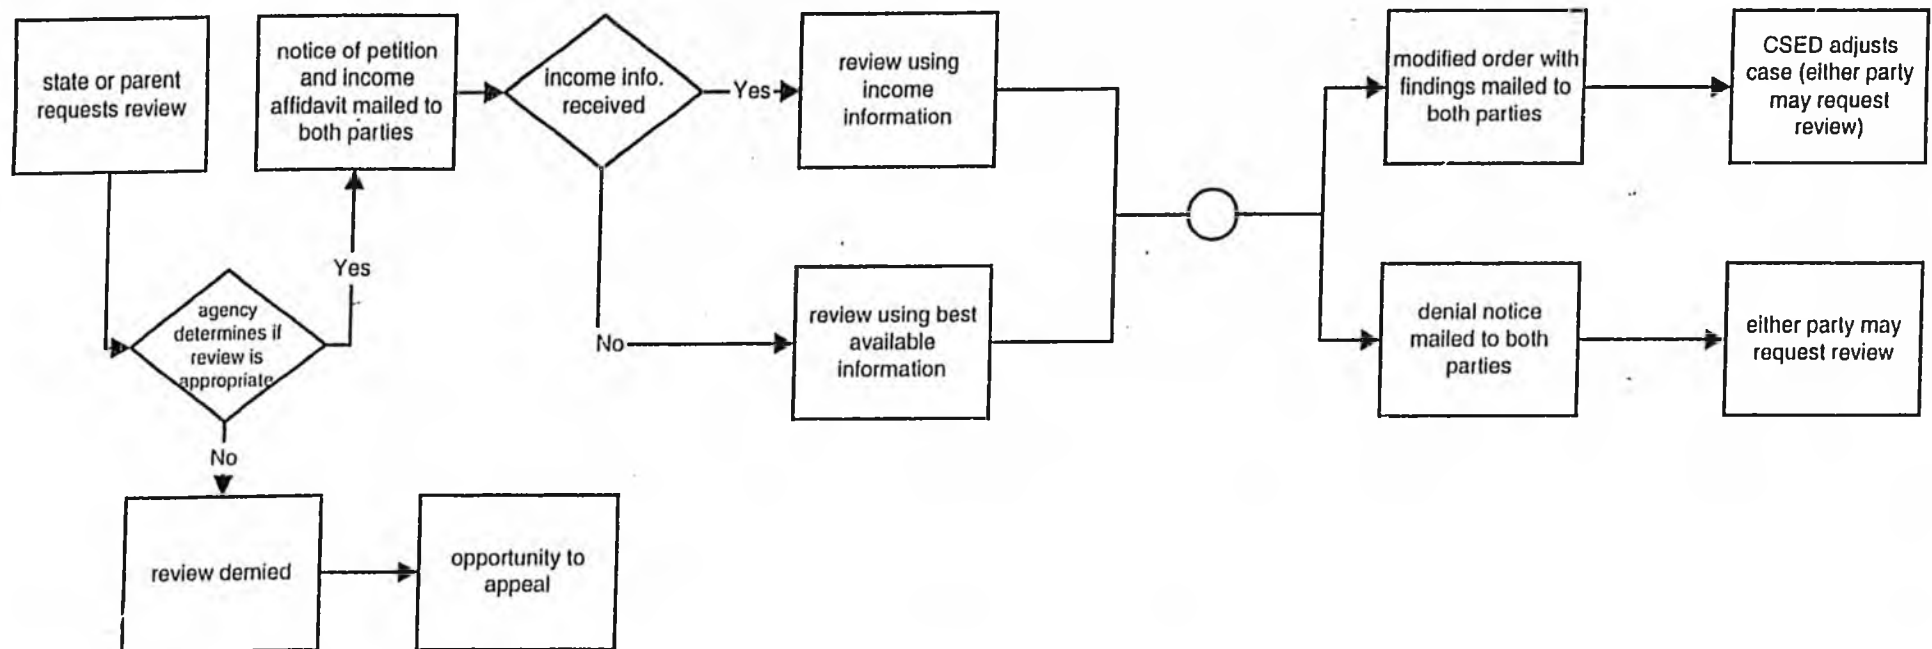 state or parent
requests review
notice of petition
and income
affidavit mailed to
both parties
income info.
received
Yes
review using
income
information
modified order with
findings mailed to
both parties
CSED adjusts
case (either party
may request
review)
Yes
agency
determines if
review is
appropriate
No
review using best
available
information
denial notice
mailed to both
parties
either party may
request review
No
review demied
opportunity to
appeal